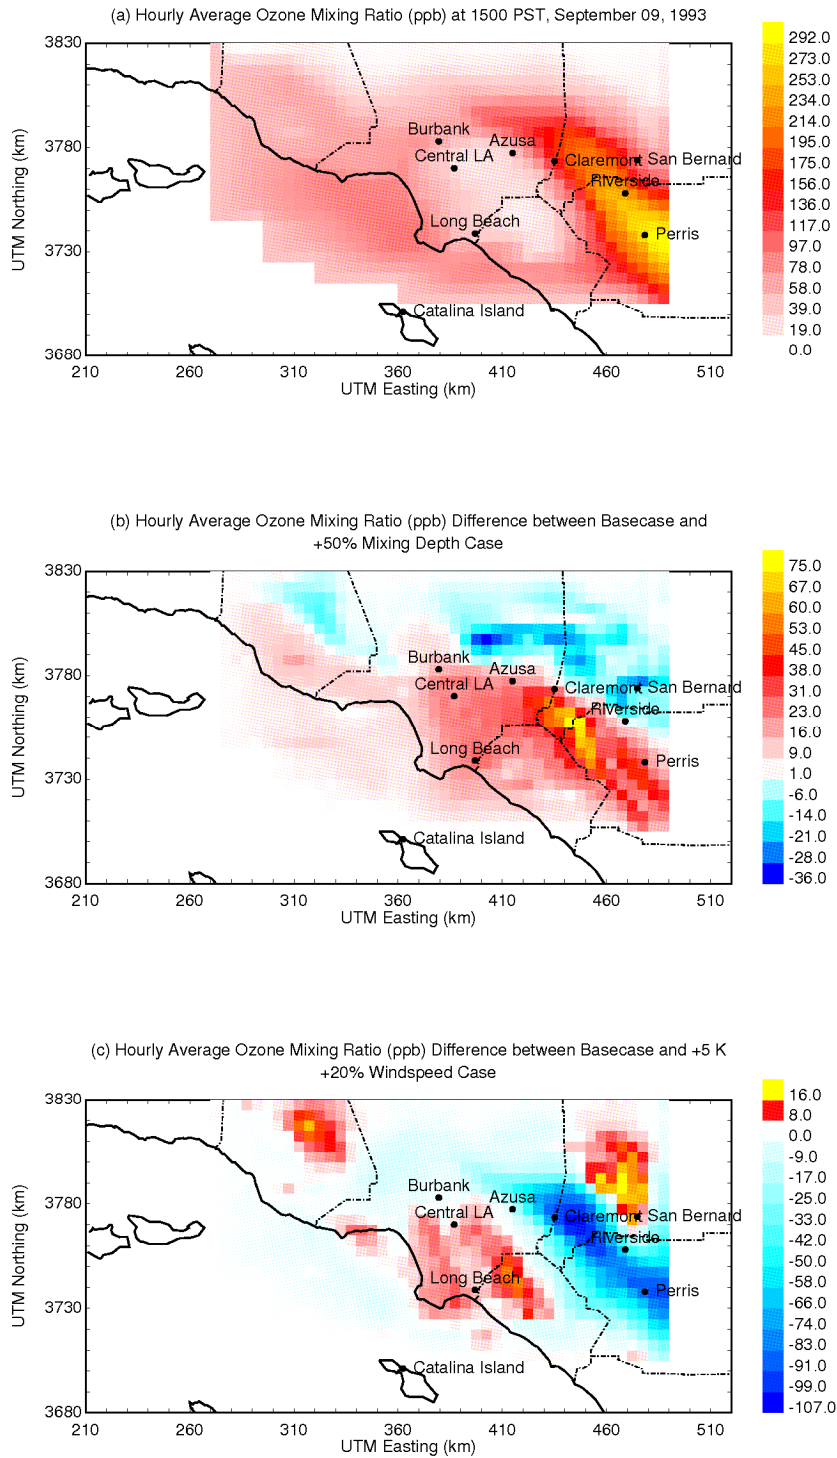 (a) Hourly Average Ozone Mixing Ratio (ppb) at 1500 PST, September 09, 1993
3830
3780
3730
3680
UTM Northing (km)
210 260 310 360 410 460 510
UTM Easting (km)
Burbank
Azusa
Central LA
Claremont
San Bernard
Riverside
Long Beach
Perris
Catalina Island
292.0
273.0
253.0
234.0
214.0
195.0
175.0
156.0
136.0
117.0
97.0
78.0
58.0
39.0
19.0
0.0
(b) Hourly Average Ozone Mixing Ratio (ppb) Difference between Basecase and
+50% Mixing Depth Case
3830
3780
3730
3680
UTM Northing (km)
210 260 310 360 410 460 510
UTM Easting (km)
Burbank
Azusa
Central LA
Claremont
San Bernard
Riverside
Long Beach
Perris
Catalina Island
75.0
67.0
60.0
53.0
45.0
38.0
31.0
23.0
16.0
9.0
1.0
-6.0
-14.0
-21.0
-28.0
-36.0
(c) Hourly Average Ozone Mixing Ratio (ppb) Difference between Basecase and +5 K
+20% Windspeed Case
3830
3780
3730
3680
UTM Northing (km)
210 260 310 360 410 460 510
UTM Easting (km)
Burbank
Azusa
Central LA
Claremont
San Bernard
Riverside
Long Beach
Perris
Catalina Island
16.0
8.0
0.0
-9.0
-17.0
-25.0
-33.0
-42.0
-50.0
-58.0
-66.0
-74.0
-83.0
-91.0
-99.0
-107.0